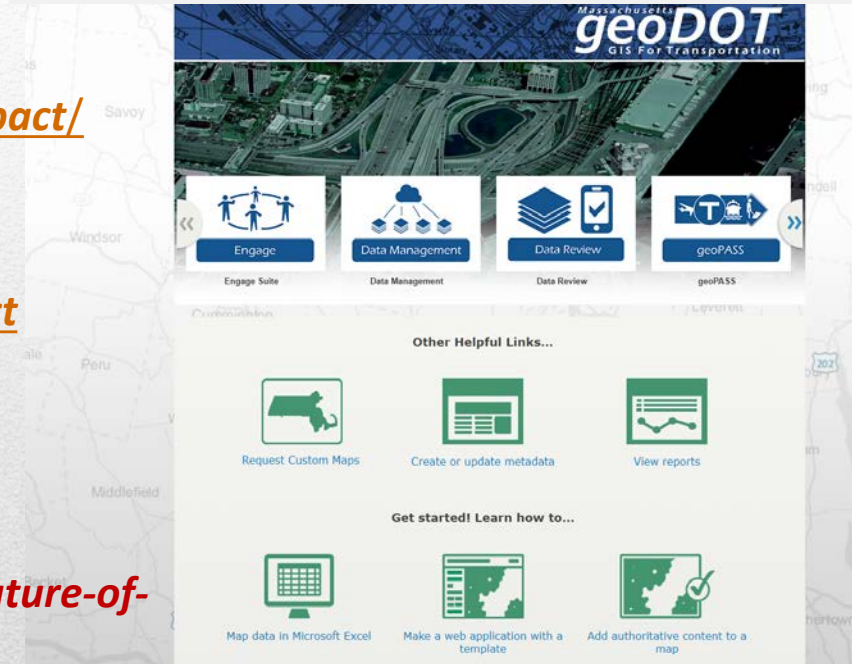 Massachusetts
geoDOT
GIS For Transportation
pact/
Savoy
Windsor
Engage
Data Management
Data Review
T
geoPASS
Engage Suite
Data Management
Data Review
geoPASS
rt
Peru
Other Helpful Links...
202
Request Custom Maps
Create or update metadata
View reports
Middlefield
Get started! Learn how to...
ture-of-
Map data in Microsoft Excel
Make a web application with a
template
Add authoritative content to a
map